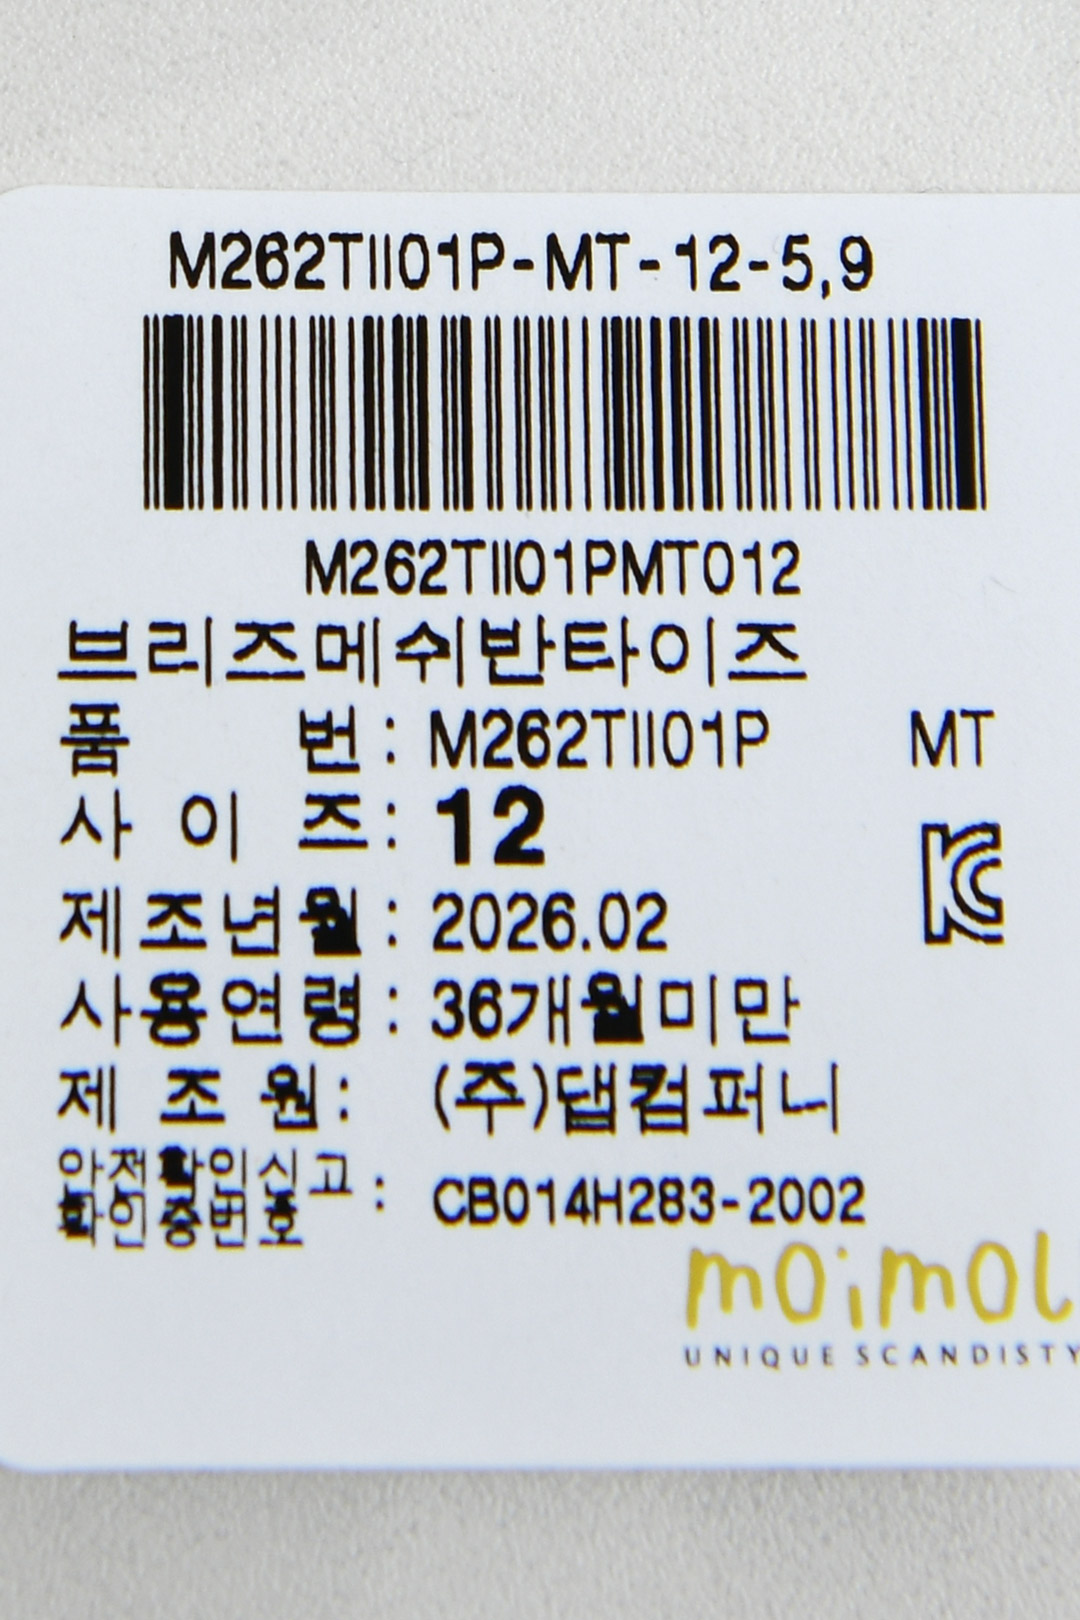 M262TII01P-MT-12-5,9
M262TII01PMT012
브리즈메쉬반타이즈
품 번 : M262TII01P MT
사 이 즈 : 12
제조년월 : 2026.02
사용연령 : 36개월미만
제 조 원 : (주)댑컴퍼니
안전확인신고
확인증번호 : CB014H283-2002
moimol
UNIQUE SCANDISTY